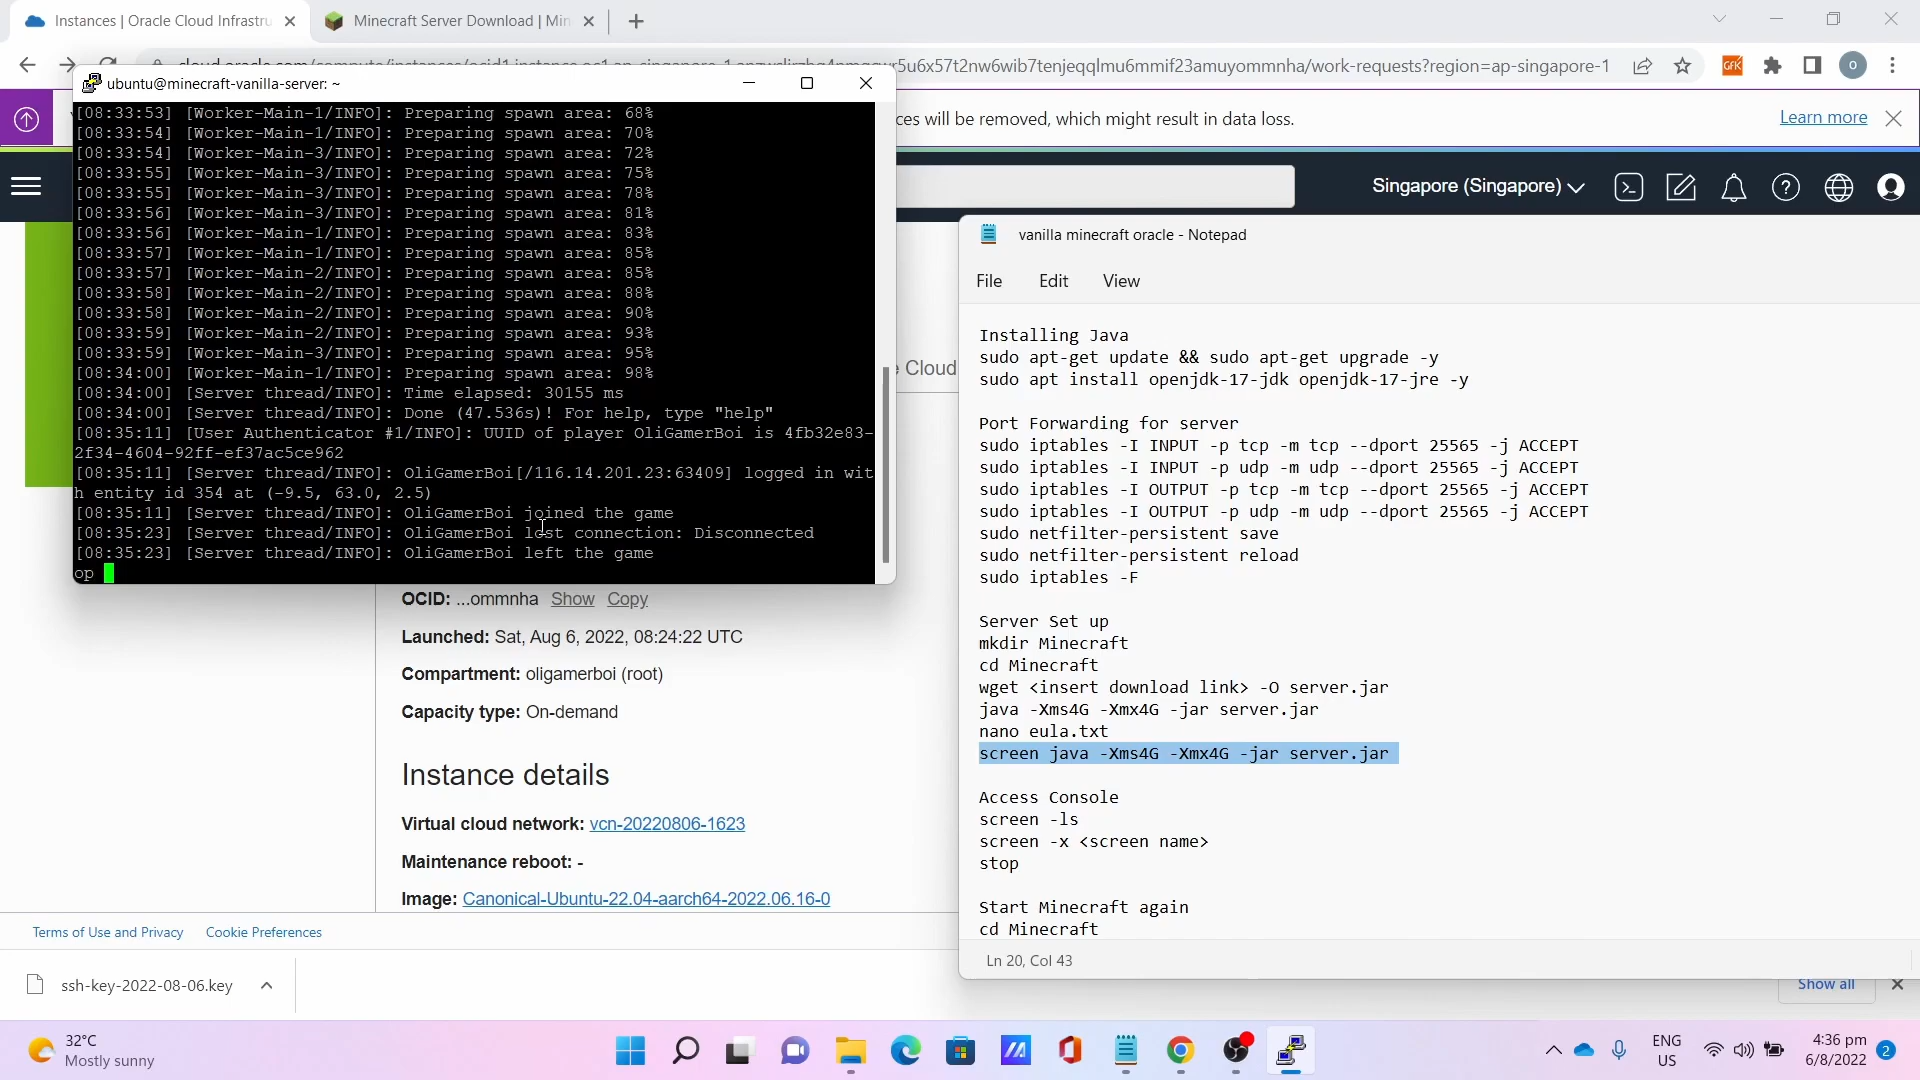 Instances | Oracle Cloud Infrastru
Minecraft Server Download | Min
cloud.oracle.com/compute/instances/
5u6x57t2nw6wib7tenjeqqlmu6mmif23amuyommnha/work-requests?region=ap-singapore-1
GFK
O
ubuntu@minecraft-vanilla-server: ~
ces will be removed, which might result in data loss.
Learn more
Singapore (Singapore)
[08:33:53] [Worker-Main-1/INFO]: Preparing spawn area: 68%
[08:33:54] [Worker-Main-1/INFO]: Preparing spawn area: 70%
[08:33:54] [Worker-Main-3/INFO]: Preparing spawn area: 72%
[08:33:55] [Worker-Main-3/INFO]: Preparing spawn area: 75%
[08:33:55] [Worker-Main-3/INFO]: Preparing spawn area: 78%
[08:33:56] [Worker-Main-3/INFO]: Preparing spawn area: 81%
[08:33:56] [Worker-Main-1/INFO]: Preparing spawn area: 83%
[08:33:57] [Worker-Main-1/INFO]: Preparing spawn area: 85%
[08:33:57] [Worker-Main-2/INFO]: Preparing spawn area: 85%
[08:33:58] [Worker-Main-2/INFO]: Preparing spawn area: 88%
[08:33:58] [Worker-Main-2/INFO]: Preparing spawn area: 90%
[08:33:59] [Worker-Main-2/INFO]: Preparing spawn area: 93%
[08:33:59] [Worker-Main-3/INFO]: Preparing spawn area: 95%
[08:34:00] [Worker-Main-1/INFO]: Preparing spawn area: 98%
[08:34:00] [Server thread/INFO]: Time elapsed: 30155 ms
[08:34:00] [Server thread/INFO]: Done (47.536s)! For help, type "help"
[08:35:11] [User Authenticator #1/INFO]: UUID of player OliGamerBoi is 4fb32e83-
2f34-4604-92ff-ef37ac5ce962
[08:35:11] [Server thread/INFO]: OliGamerBoi[/116.14.201.23:63409] logged in wit
h entity id 354 at (-9.5, 63.0, 2.5)
[08:35:11] [Server thread/INFO]: OliGamerBoi joined the game
[08:35:23] [Server thread/INFO]: OliGamerBoi lost connection: Disconnected
[08:35:23] [Server thread/INFO]: OliGamerBoi left the game
op
e Cloud
OCID: ...ommnha Show Copy
Launched: Sat, Aug 6, 2022, 08:24:22 UTC
Compartment: oligamerboi (root)
Capacity type: On-demand
Instance details
Virtual cloud network: vcn-20220806-1623
Maintenance reboot: -
Image: Canonical-Ubuntu-22.04-aarch64-2022.06.16-0
vanilla minecraft oracle - Notepad
File Edit View
Installing Java
sudo apt-get update && sudo apt-get upgrade -y
sudo apt install openjdk-17-jdk openjdk-17-jre -y
Port Forwarding for server
sudo iptables -I INPUT -p tcp -m tcp --dport 25565 -j ACCEPT
sudo iptables -I INPUT -p udp -m udp --dport 25565 -j ACCEPT
sudo iptables -I OUTPUT -p tcp -m tcp --dport 25565 -j ACCEPT
sudo iptables -I OUTPUT -p udp -m udp --dport 25565 -j ACCEPT
sudo netfilter-persistent save
sudo netfilter-persistent reload
sudo iptables -F
Server Set up
mkdir Minecraft
cd Minecraft
wget <insert download link> -O server.jar
java -Xms4G -Xmx4G -jar server.jar
nano eula.txt
screen java -Xms4G -Xmx4G -jar server.jar
Access Console
screen -ls
screen -x <screen name>
stop
Start Minecraft again
cd Minecraft
Ln 20, Col 43
Terms of Use and Privacy Cookie Preferences
ssh-key-2022-08-06.key
Show all
32°C
Mostly sunny
ENG
US
4:36 pm
6/8/2022
2